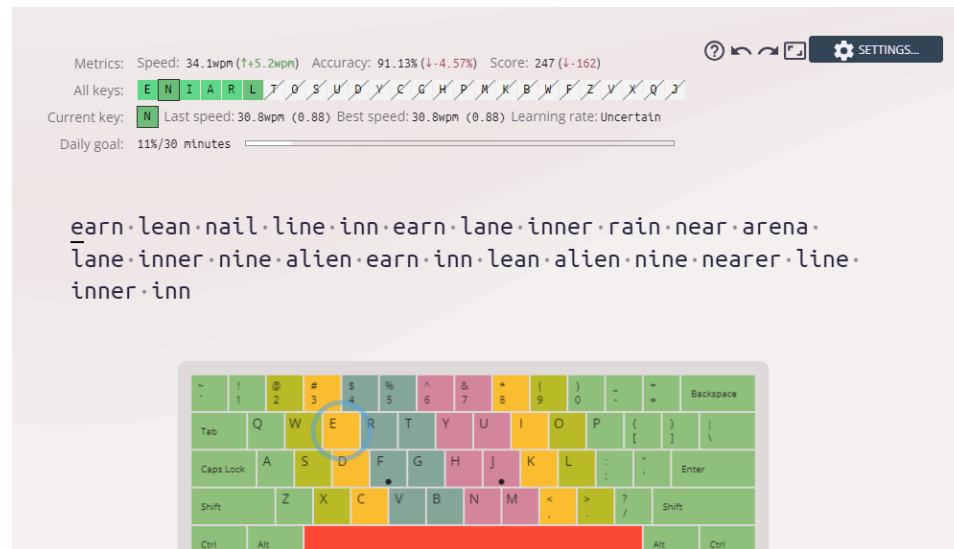 SETTINGS...
Metrics: Speed: 34.1wpm (↑+5.2wpm) Accuracy: 91.13% (↓-4.57%) Score: 247 (↓-162)
All keys: E N I A R L T O S U D Y C G H P M K B W F Z V X Q J
Current key: N Last speed: 30.8wpm (0.88) Best speed: 30.8wpm (0.88) Learning rate: Uncertain
Daily goal: 11%/30 minutes
earn·lean·nail·line·inn·earn·lane·inner·rain·near·arena·
lane·inner·nine·alien·earn·inn·lean·alien·nine·nearer·line·
inner·inn
~ ! @ # $ % ^ & * ( ) _ +
` 1 2 3 4 5 6 7 8 9 0 - = Backspace
Tab Q W E R T Y U I O P { } |
[ ] \
Caps Lock A S D F G H J K L : " Enter
; '
Shift Z X C V B N M < > ? Shift
, . /
Ctrl Alt Alt Ctrl